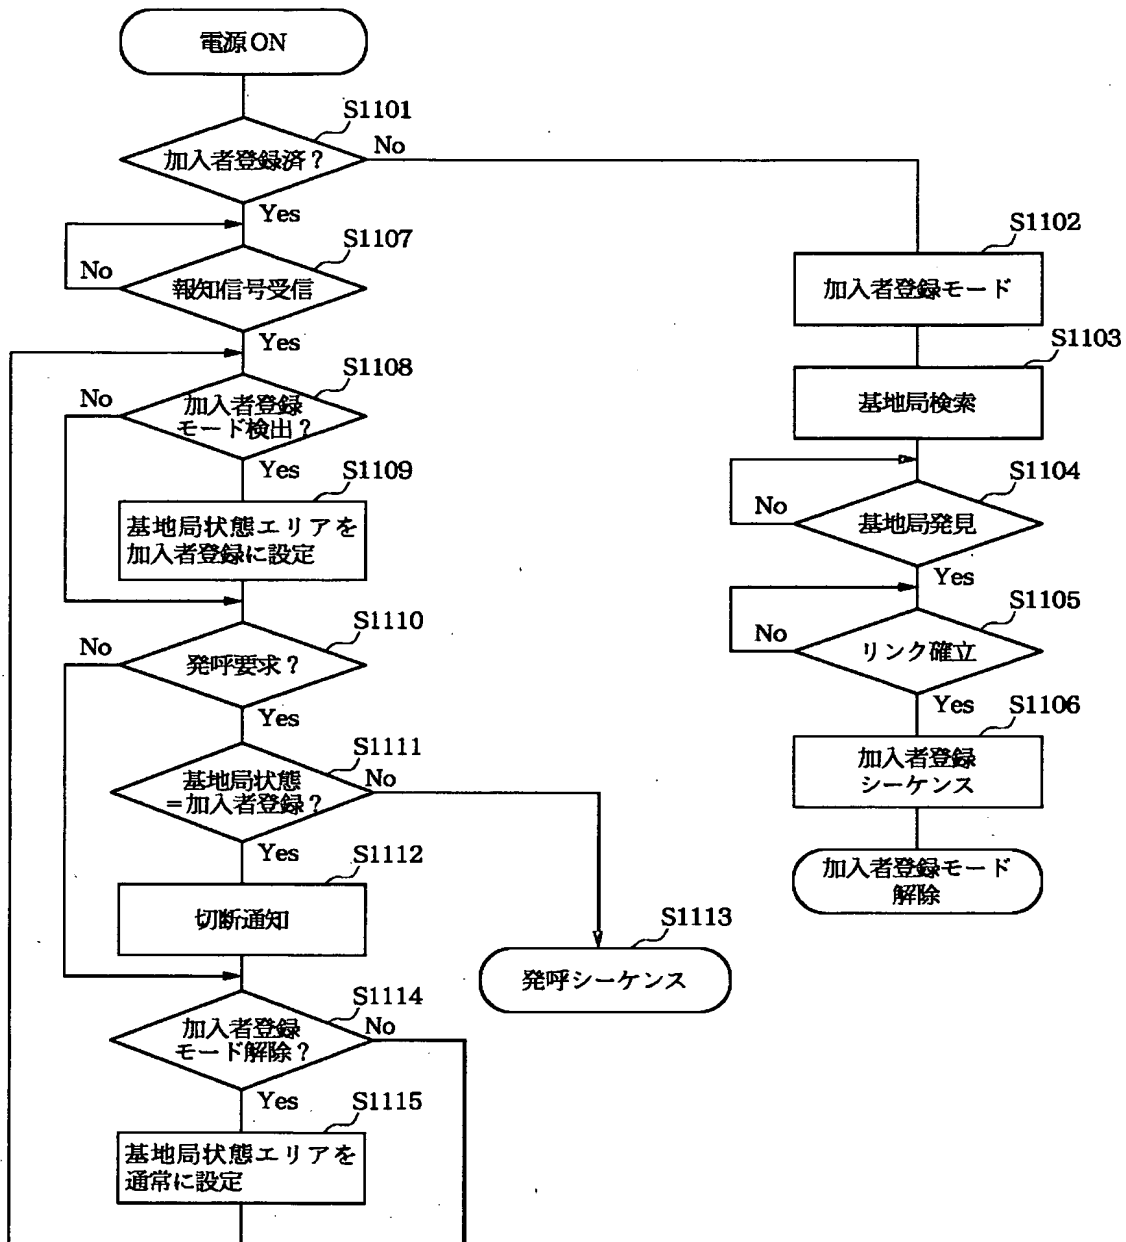 電源ON
S1101
加入者登録済？
No
Yes
S1107
報知信号受信
No
Yes
S1108
加入者登録
モード検出？
No
Yes
S1109
基地局状態エリアを
加入者登録に設定
S1110
発呼要求？
No
Yes
S1111
基地局状態
＝加入者登録？
No
Yes
S1112
切断通知
S1113
発呼シーケンス
S1114
加入者登録
モード解除？
No
Yes
S1115
基地局状態エリアを
通常に設定
S1102
加入者登録モード
S1103
基地局検索
S1104
基地局発見
No
Yes
S1105
リンク確立
No
Yes
S1106
加入者登録
シーケンス
加入者登録モード
解除